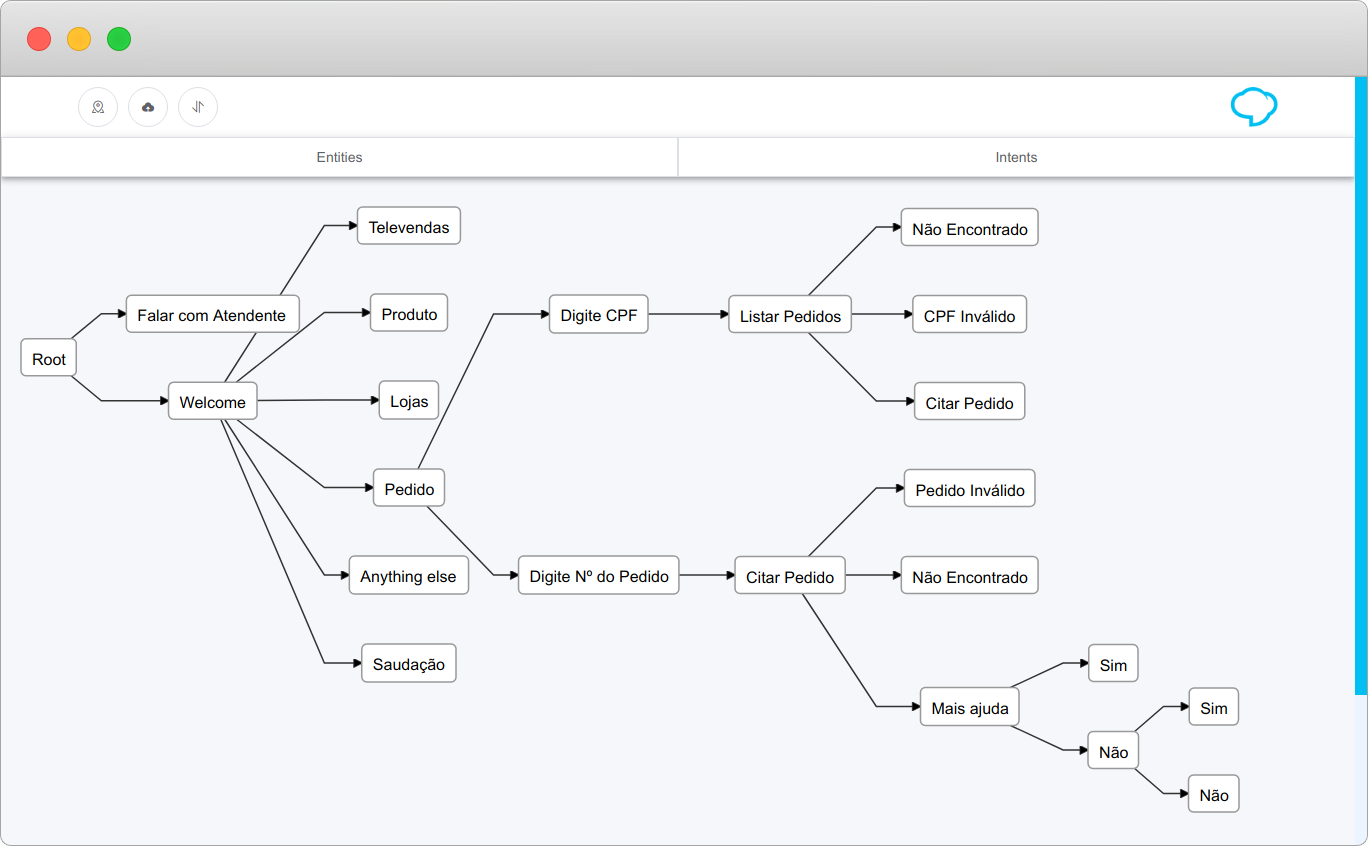 Entities
Intents
Televendas
Não Encontrado
Falar com Atendente
Produto
Digite CPF
Listar Pedidos
CPF Inválido
Root
Welcome
Lojas
Citar Pedido
Pedido
Pedido Inválido
Anything else
Digite Nº do Pedido
Citar Pedido
Não Encontrado
Saudação
Sim
Mais ajuda
Sim
Não
Não